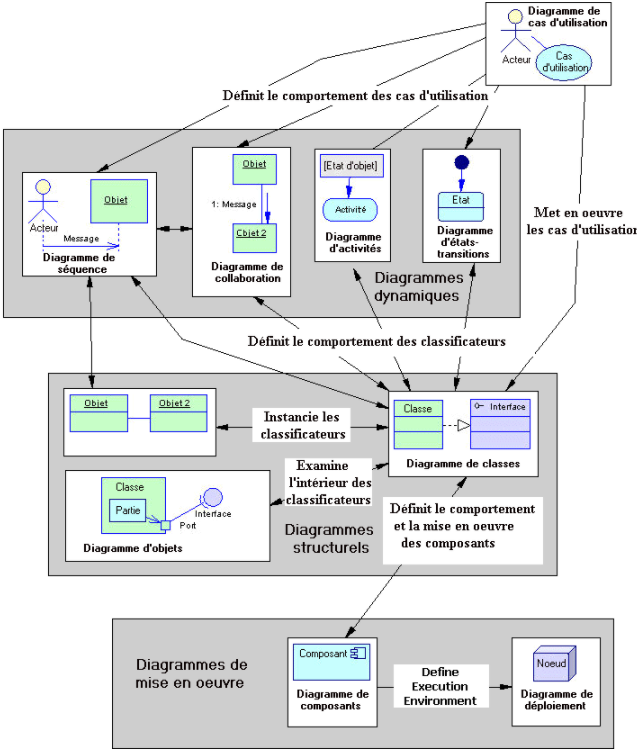 Diagramme de
cas d'utilisation
Acteur
Cas
d'utilisation
Définit le comportement des cas d'utilisation
Objet
Acteur
Message
Diagramme de
séquence
Objet
1: Message
Objet 2
Diagramme de
collaboration
[Etat d'objet]
Activité
Diagramme
d'activités
Etat
Diagramme
d'états-
transitions
Met en oeuvre
les cas d'utilisation
Diagrammes
dynamiques
Définit le comportement des classificateurs
Objet
Objet 2
Instancie les
classificateurs
Classe
Interface
Diagramme de classes
Examine
l'intérieur des
classificateurs
Classe
Partie
Port
Interface
Diagramme d'objets
Diagrammes
structurels
Définit le comportement
et la mise en oeuvre
des composants
Diagrammes de
mise en oeuvre
Composant
Diagramme de
composants
Define
Execution
Environment
Noeud
Diagramme de
déploiement